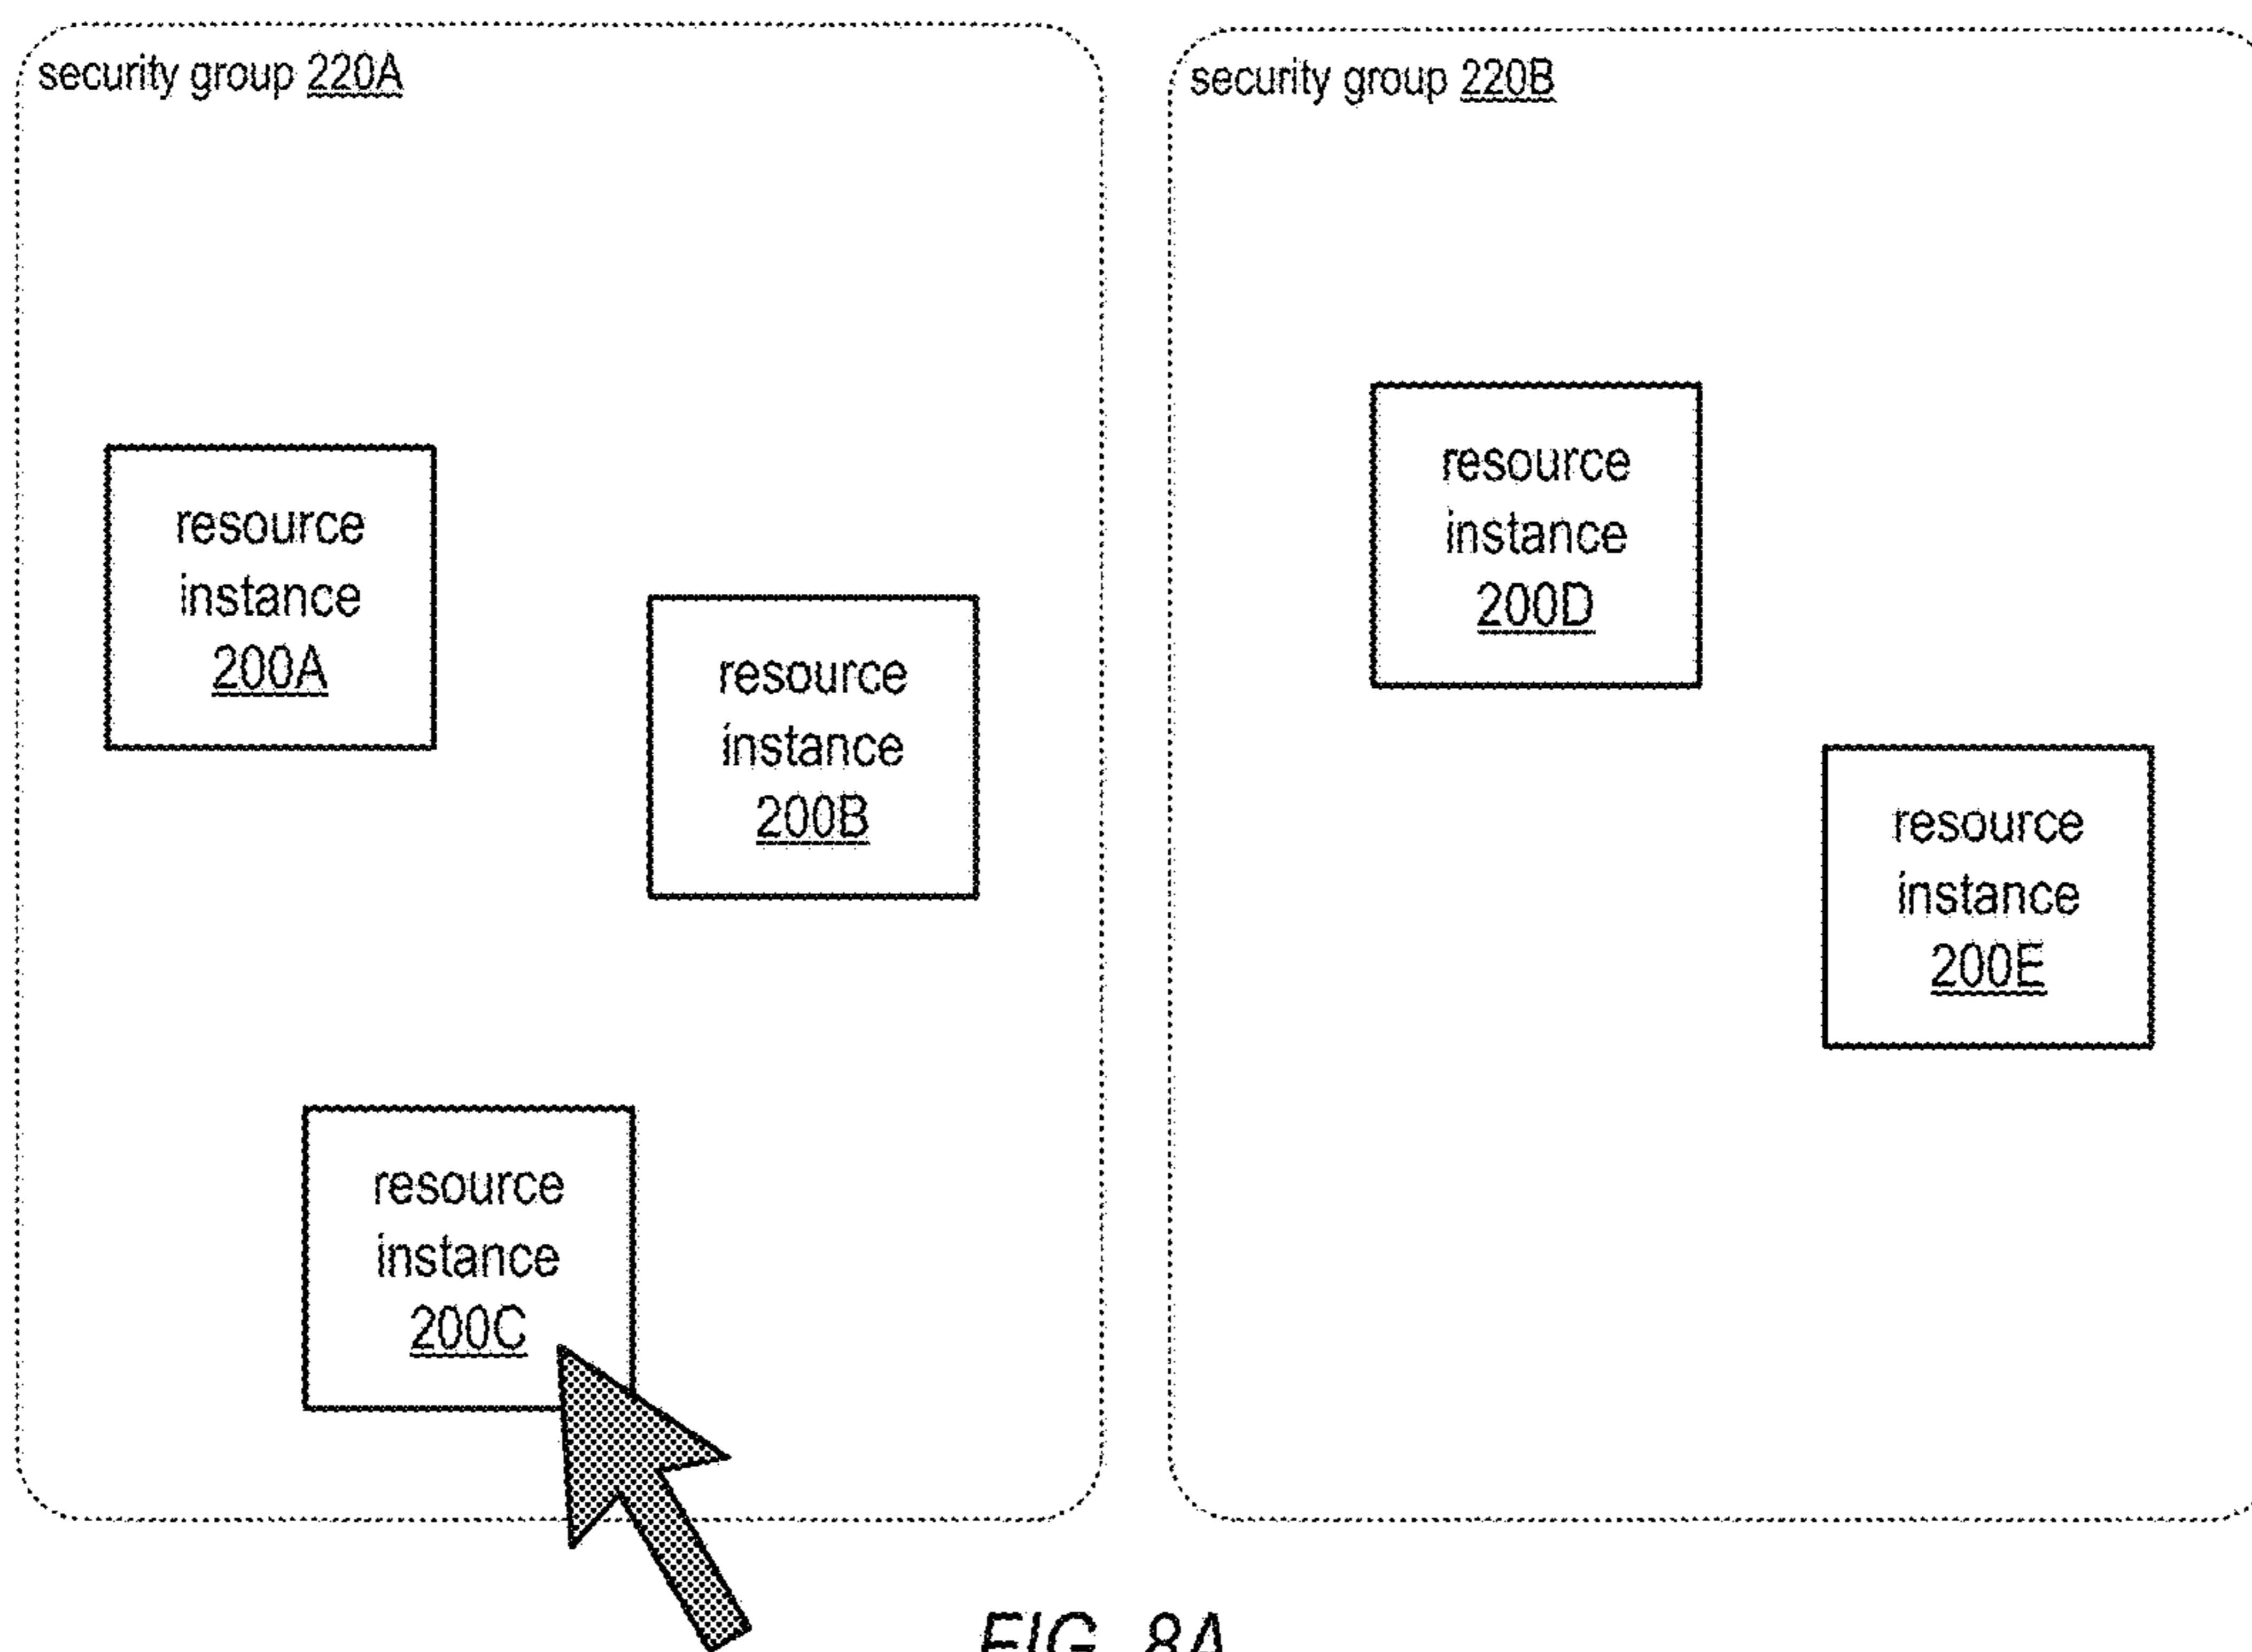 security group 220A
resource
instance
200A
resource
instance
200B
resource
instance
200C
security group 220B
resource
instance
200D
resource
instance
200E
FIG. 8A